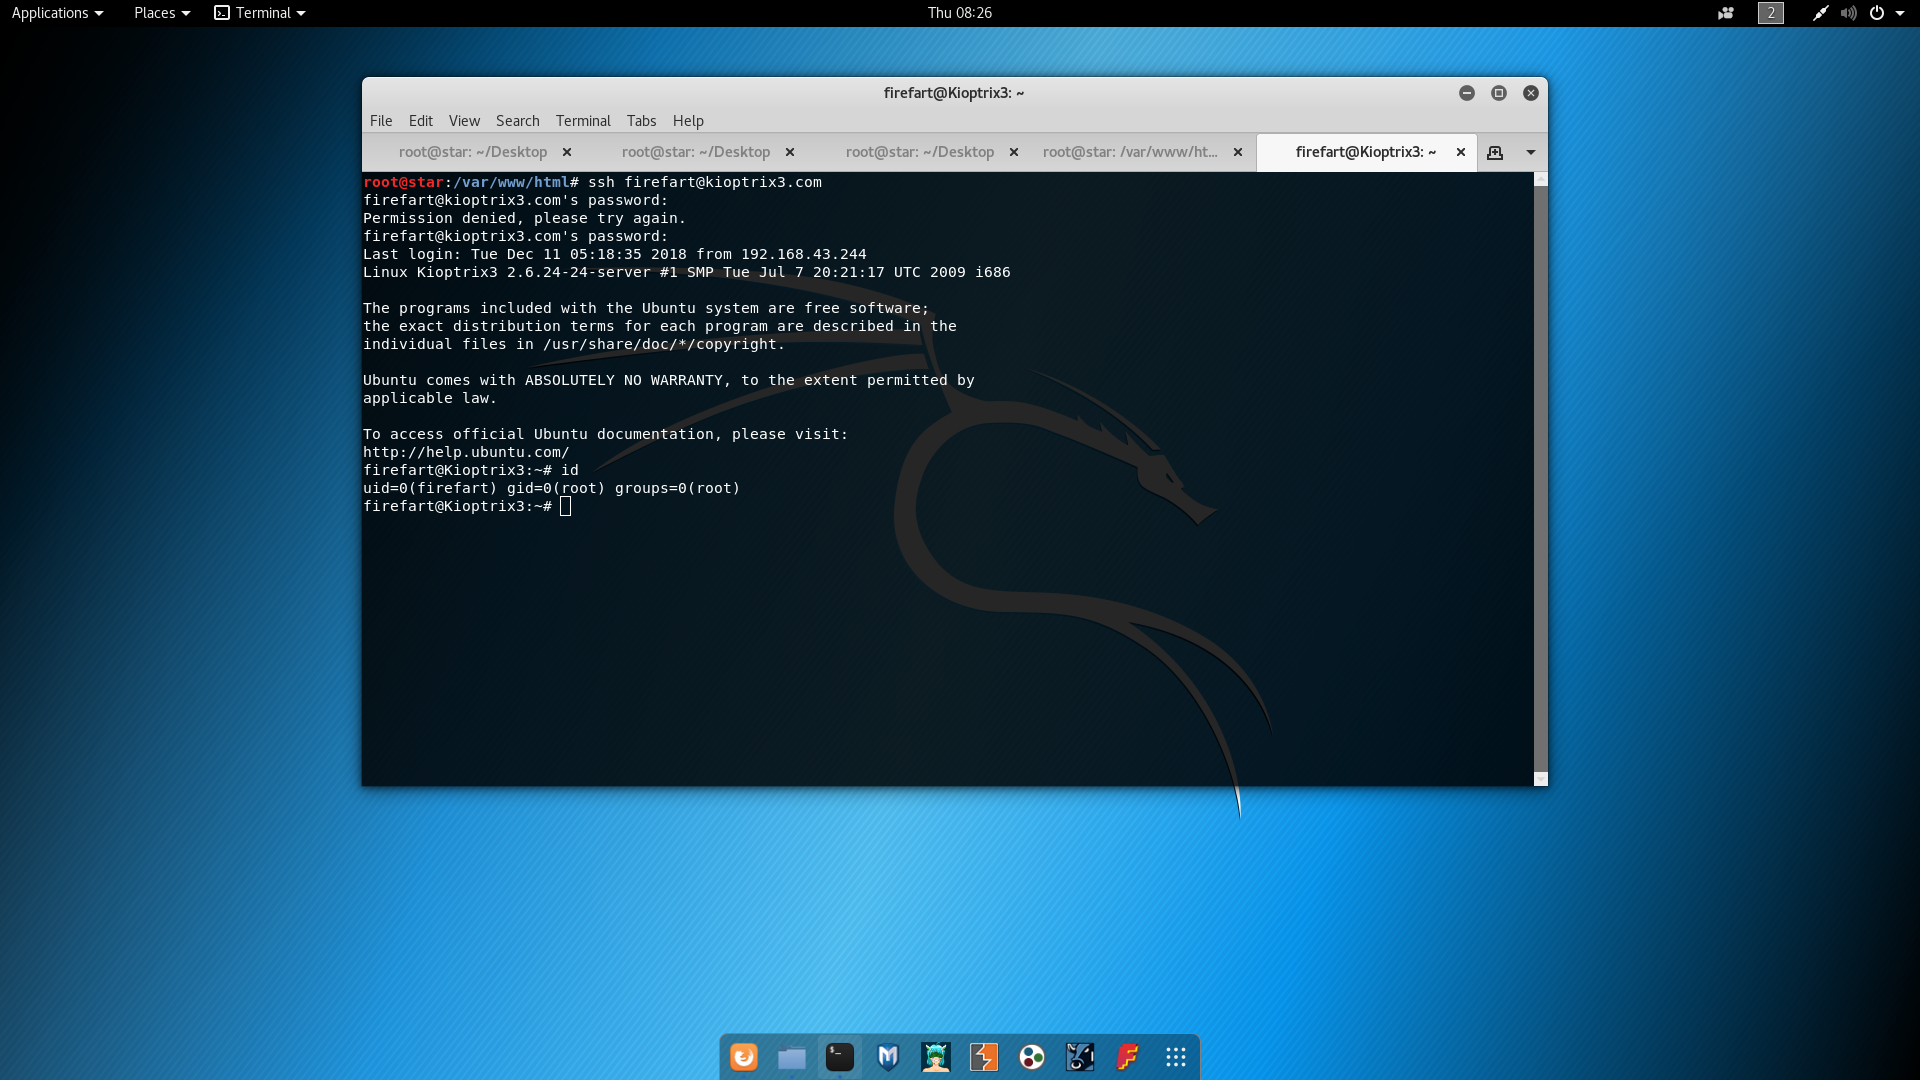 Applications Places Terminal Thu 08:26 2
firefart@Kioptrix3: ~
File Edit View Search Terminal Tabs Help
root@star: ~/Desktop root@star: ~/Desktop root@star: ~/Desktop root@star: /var/www/ht... firefart@Kioptrix3: ~
root@star:/var/www/html# ssh firefart@kioptrix3.com
firefart@kioptrix3.com's password:
Permission denied, please try again.
firefart@kioptrix3.com's password:
Last login: Tue Dec 11 05:18:35 2018 from 192.168.43.244
Linux Kioptrix3 2.6.24-24-server #1 SMP Tue Jul 7 20:21:17 UTC 2009 i686
The programs included with the Ubuntu system are free software;
the exact distribution terms for each program are described in the
individual files in /usr/share/doc/*/copyright.
Ubuntu comes with ABSOLUTELY NO WARRANTY, to the extent permitted by
applicable law.
To access official Ubuntu documentation, please visit:
http://help.ubuntu.com/
firefart@Kioptrix3:~# id
uid=0(firefart) gid=0(root) groups=0(root)
firefart@Kioptrix3:~#